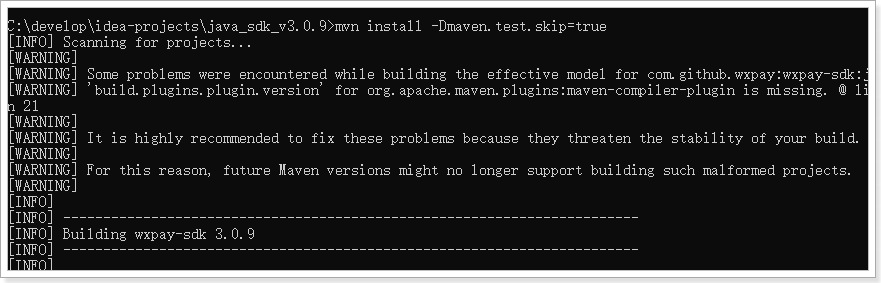 C:\develop\idea-projects\java_sdk_v3.0.9>mvn install -Dmaven.test.skip=true
[INFO] Scanning for projects...
[WARNING]
[WARNING] Some problems were encountered while building the effective model for com.github.wxpay:wxpay-sdk:j
[WARNING] 'build.plugins.plugin.version' for org.apache.maven.plugins:maven-compiler-plugin is missing. @ li
n 21
[WARNING]
[WARNING] It is highly recommended to fix these problems because they threaten the stability of your build.
[WARNING]
[WARNING] For this reason, future Maven versions might no longer support building such malformed projects.
[WARNING]
[INFO]
[INFO] ------------------------------------------------------------------------
[INFO] Building wxpay-sdk 3.0.9
[INFO] ------------------------------------------------------------------------
[INFO]